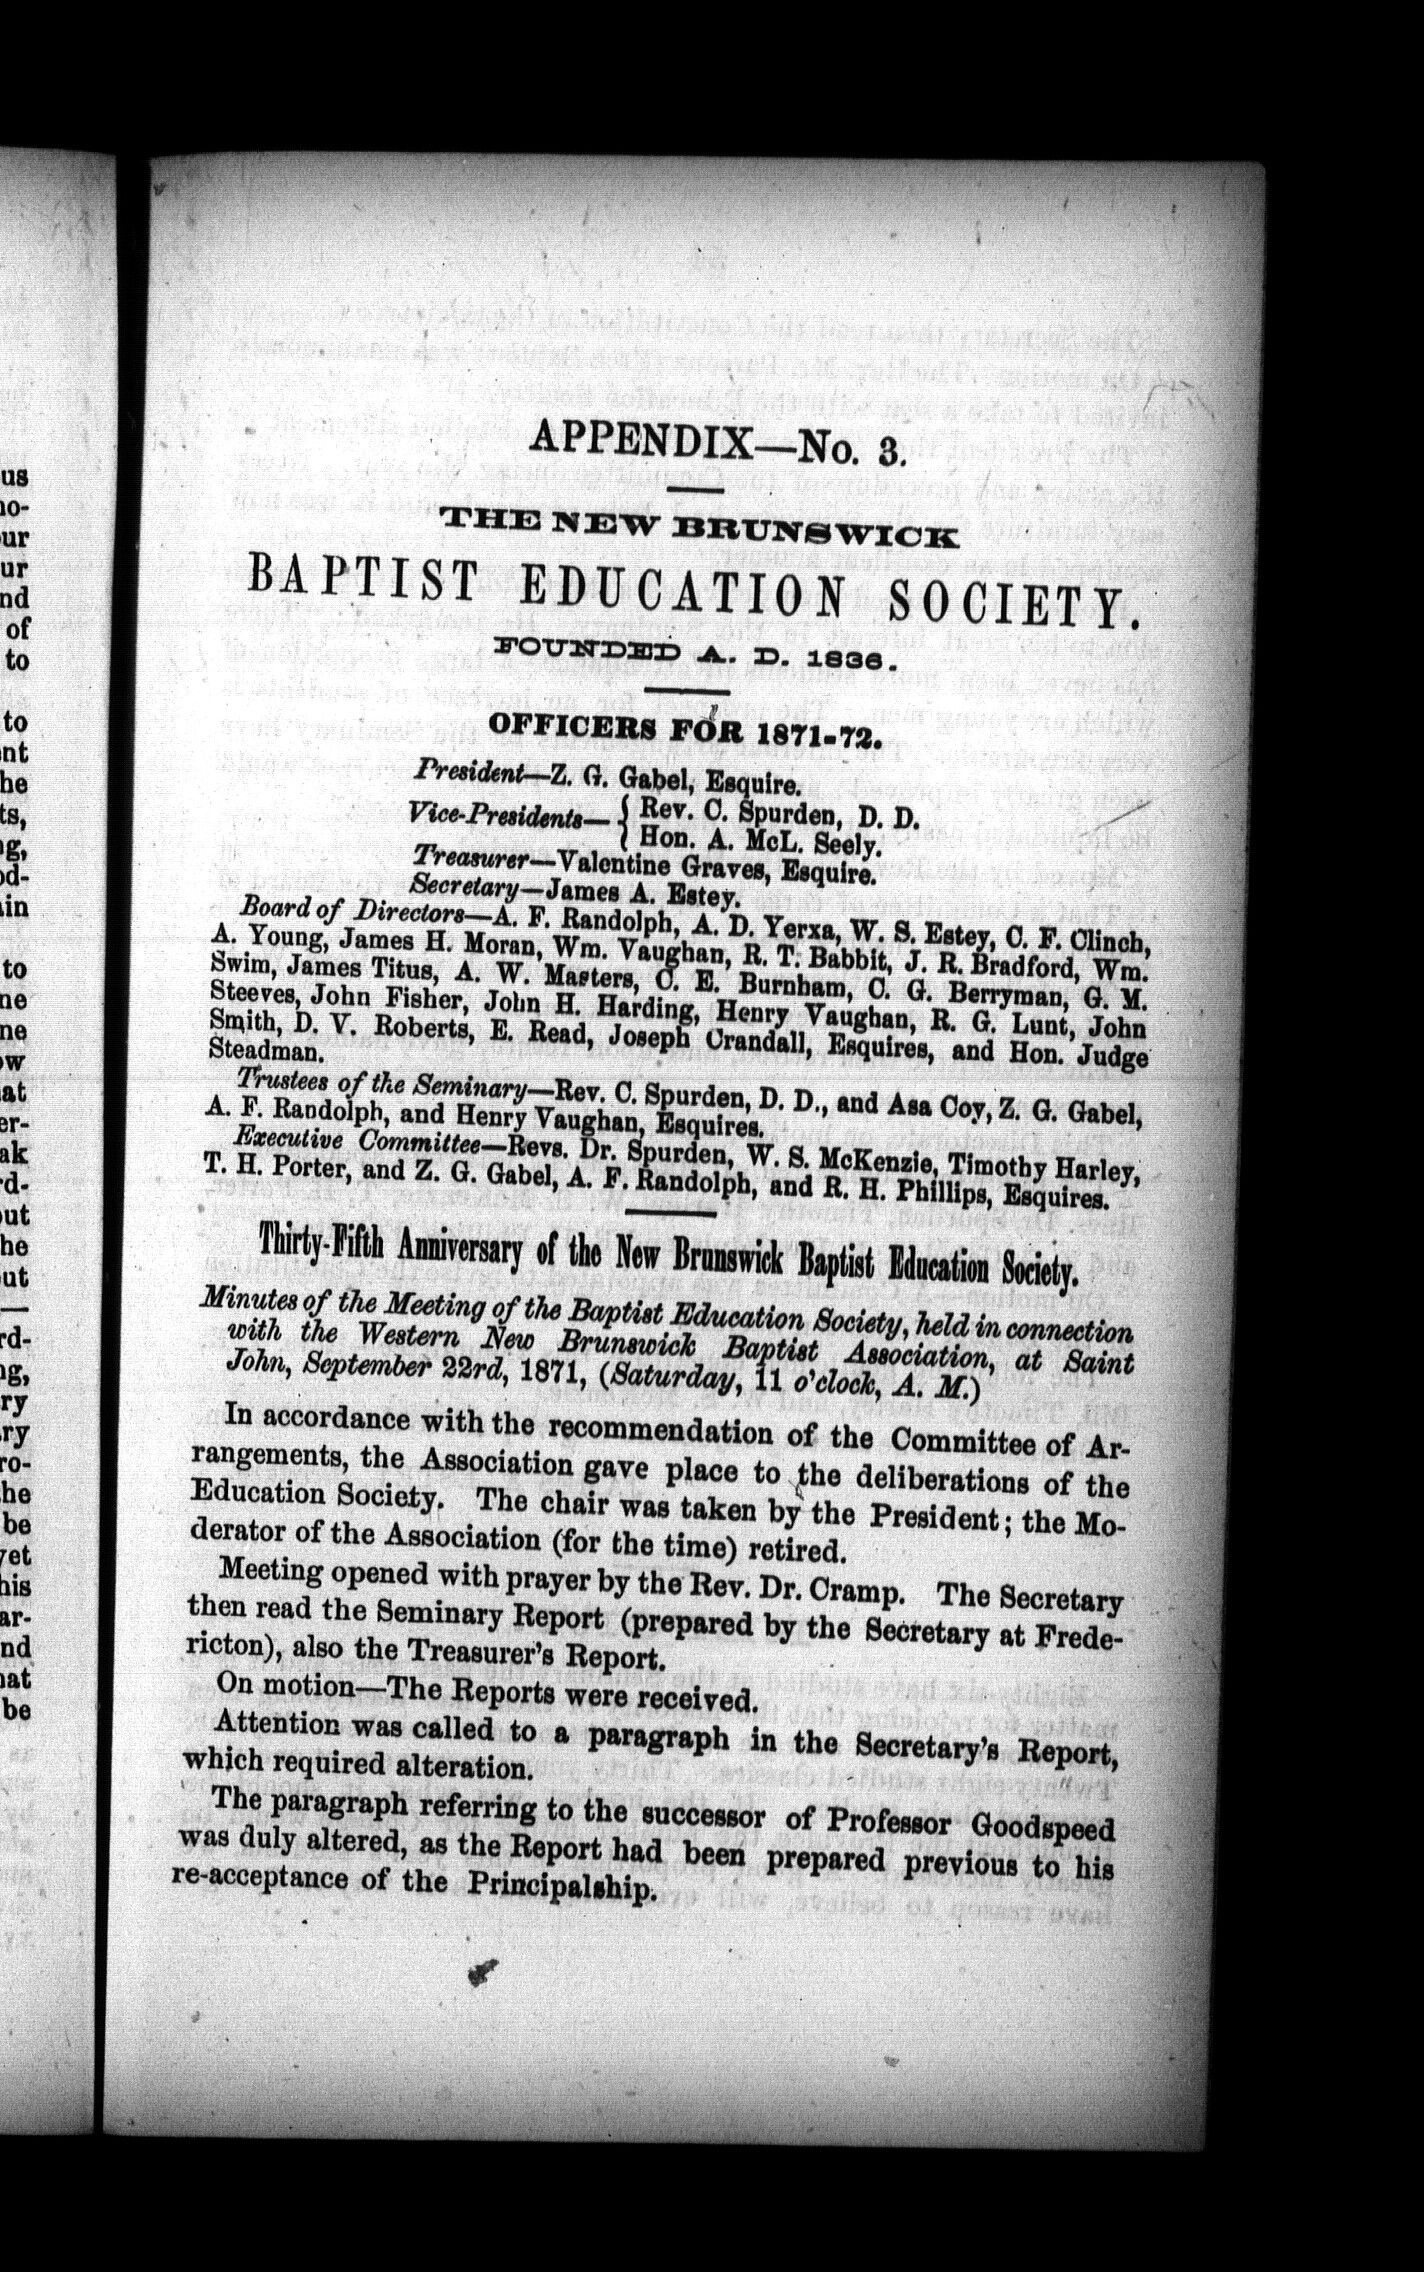 APPENDIX—No. 3.
THE NEW BRUNSWICK
BAPTIST EDUCATION SOCIETY.
FOUNDED A. D. 1836.
OFFICERS FOR 1871-72.
President—Z. G. Gabel, Esquire.
Vice-Presidents— { Rev. C. Spurden, D. D.
Hon. A. McL. Seely.
Treasurer—Valentine Graves, Esquire.
Secretary—James A. Estey.
Board of Directors—A. F. Randolph, A. D. Yerxa, W. S. Estey, C. F. Clinch,
A. Young, James H. Moran, Wm. Vaughan, R. T. Babbit, J. R. Bradford, Wm.
Swim, James Titus, A. W. Masters, C. E. Burnham, C. G. Berryman, G. M.
Steeves, John Fisher, John H. Harding, Henry Vaughan, R. G. Lunt, John
Smith, D. V. Roberts, E. Read, Joseph Crandall, Esquires, and Hon. Judge
Steadman.
Trustees of the Seminary—Rev. C. Spurden, D. D., and Asa Coy, Z. G. Gabel,
A. F. Randolph, and Henry Vaughan, Esquires.
Executive Committee—Revs. Dr. Spurden, W. S. McKenzie, Timothy Harley,
T. H. Porter, and Z. G. Gabel, A. F. Randolph, and R. H. Phillips, Esquires.
Thirty-Fifth Anniversary of the New Brunswick Baptist Education Society.
Minutes of the Meeting of the Baptist Education Society, held in connection
with the Western New Brunswick Baptist Association, at Saint
John, September 22rd, 1871, (Saturday, 11 o'clock, A. M.)
In accordance with the recommendation of the Committee of Ar-
rangements, the Association gave place to the deliberations of the
Education Society. The chair was taken by the President; the Mo-
derator of the Association (for the time) retired.
Meeting opened with prayer by the Rev. Dr. Cramp. The Secretary
then read the Seminary Report (prepared by the Secretary at Frede-
ricton), also the Treasurer's Report.
On motion—The Reports were received.
Attention was called to a paragraph in the Secretary's Report,
which required alteration.
The paragraph referring to the successor of Professor Goodspeed
was duly altered, as the Report had been prepared previous to his
re-acceptance of the Principalship.